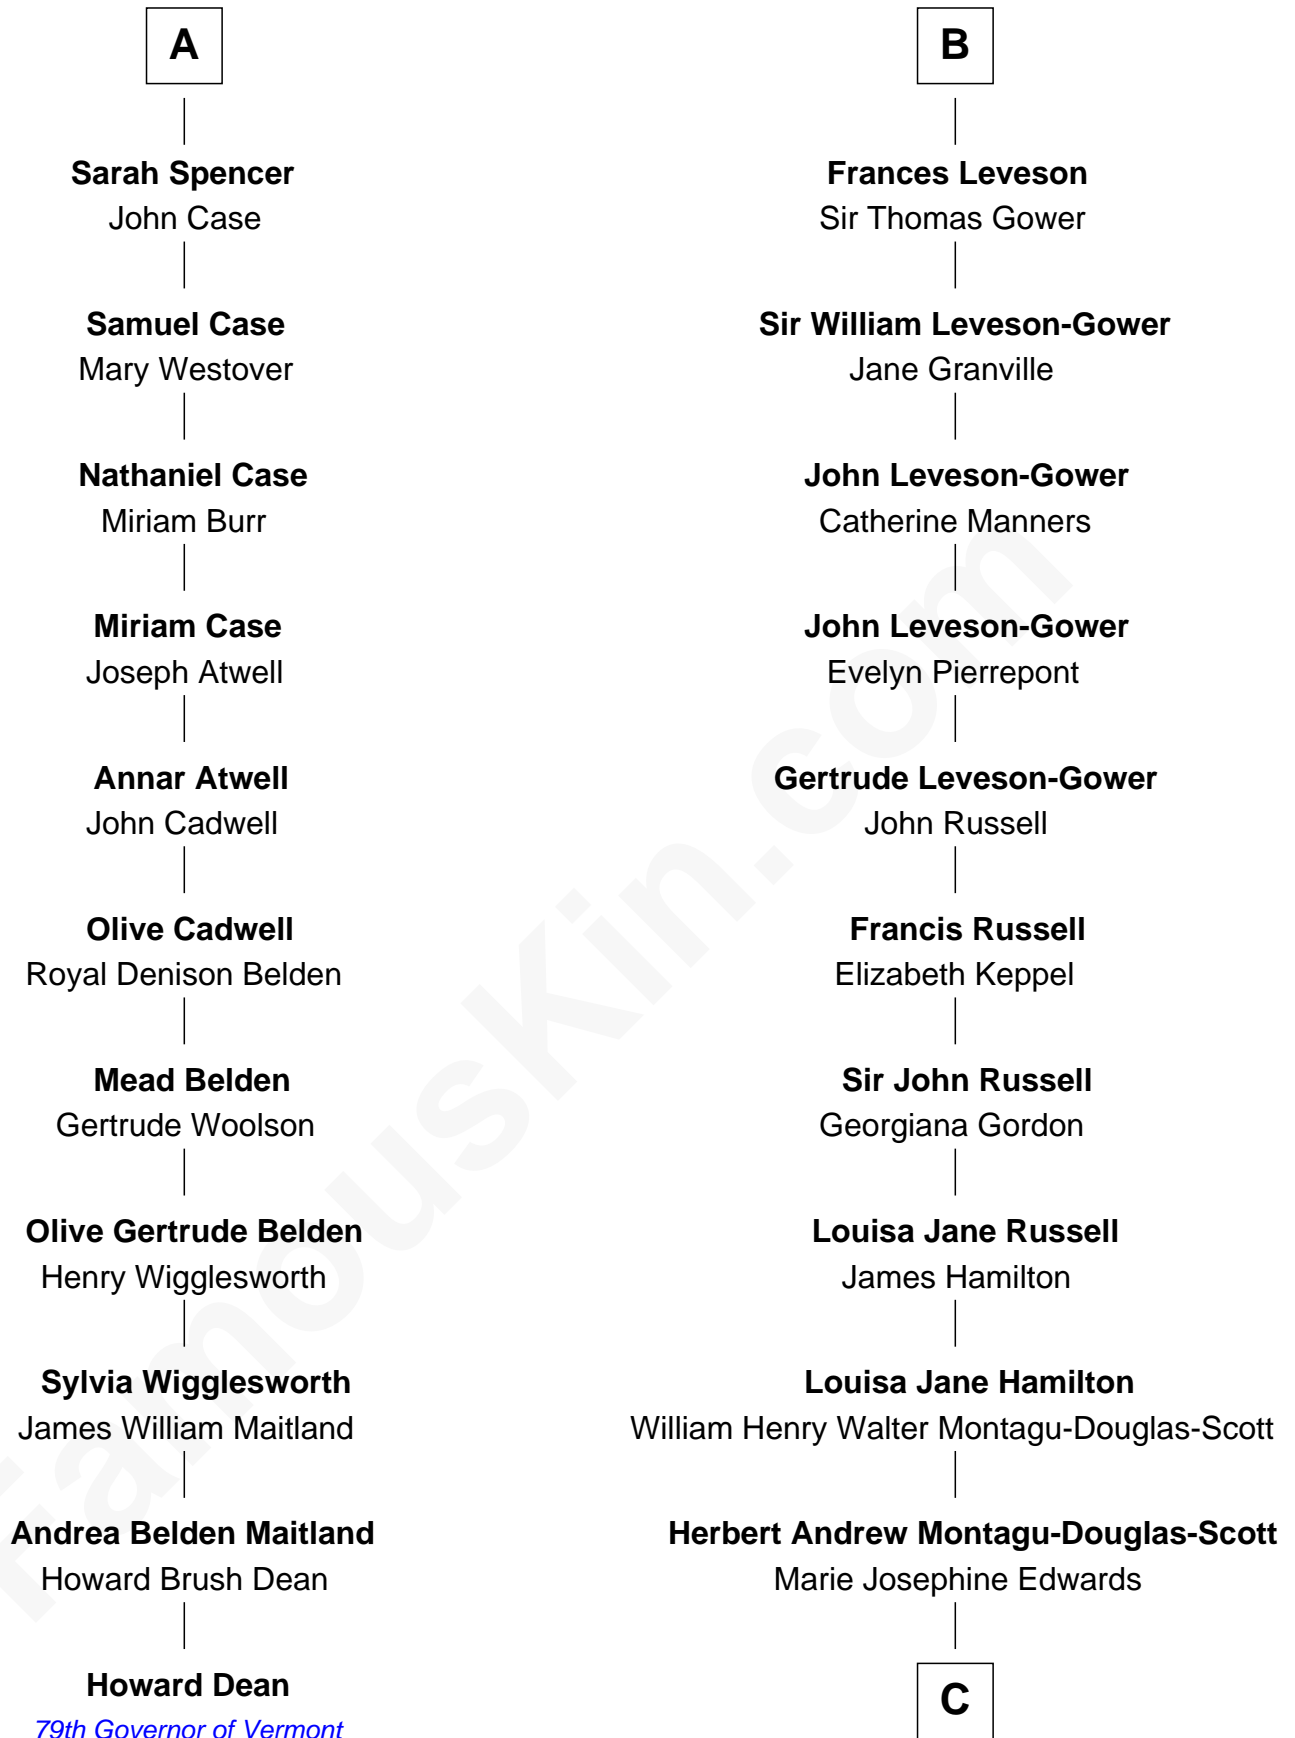 A
Sarah Spencer
John Case
Samuel Case
Mary Westover
Nathaniel Case
Miriam Burr
Miriam Case
Joseph Atwell
Annar Atwell
John Cadwell
Olive Cadwell
Royal Denison Belden
Mead Belden
Gertrude Woolson
Olive Gertrude Belden
Henry Wigglesworth
Sylvia Wigglesworth
James William Maitland
Andrea Belden Maitland
Howard Brush Dean
Howard Dean
79th Governor of Vermont
B
Frances Leveson
Sir Thomas Gower
Sir William Leveson-Gower
Jane Granville
John Leveson-Gower
Catherine Manners
John Leveson-Gower
Evelyn Pierrepont
Gertrude Leveson-Gower
John Russell
Francis Russell
Elizabeth Keppel
Sir John Russell
Georgiana Gordon
Louisa Jane Russell
James Hamilton
Louisa Jane Hamilton
William Henry Walter Montagu-Douglas-Scott
Herbert Andrew Montagu-Douglas-Scott
Marie Josephine Edwards
C
FamousKin.com